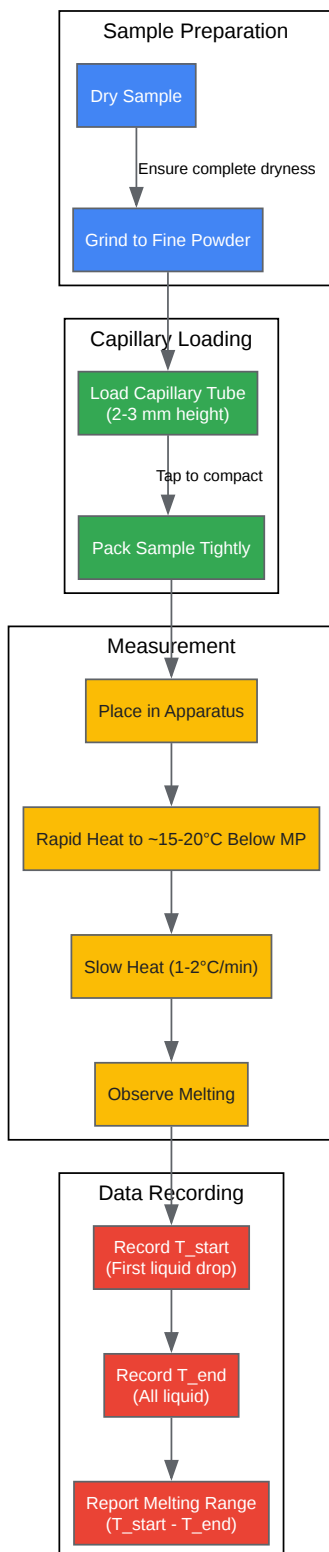 Sample Preparation
Dry Sample
Ensure complete dryness
Grind to Fine Powder
Capillary Loading
Load Capillary Tube
(2-3 mm height)
Tap to compact
Pack Sample Tightly
Measurement
Place in Apparatus
Rapid Heat to ~15-20°C Below MP
Slow Heat (1-2°C/min)
Observe Melting
Data Recording
Record T_start
(First liquid drop)
Record T_end
(All liquid)
Report Melting Range
(T_start - T_end)